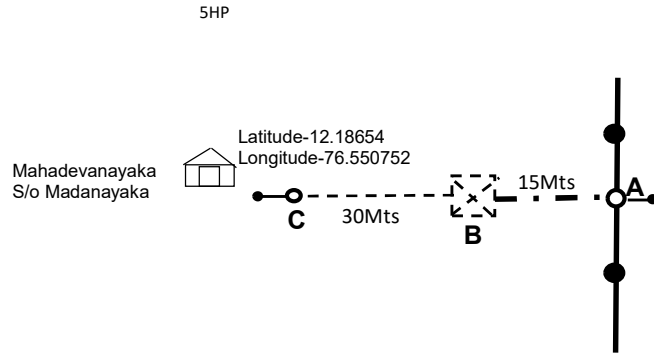 5HP
Latitude-12.18654
Longitude-76.550752
Mahadevanayaka
S/o Madanayaka
15Mts
A
C
30Mts
B